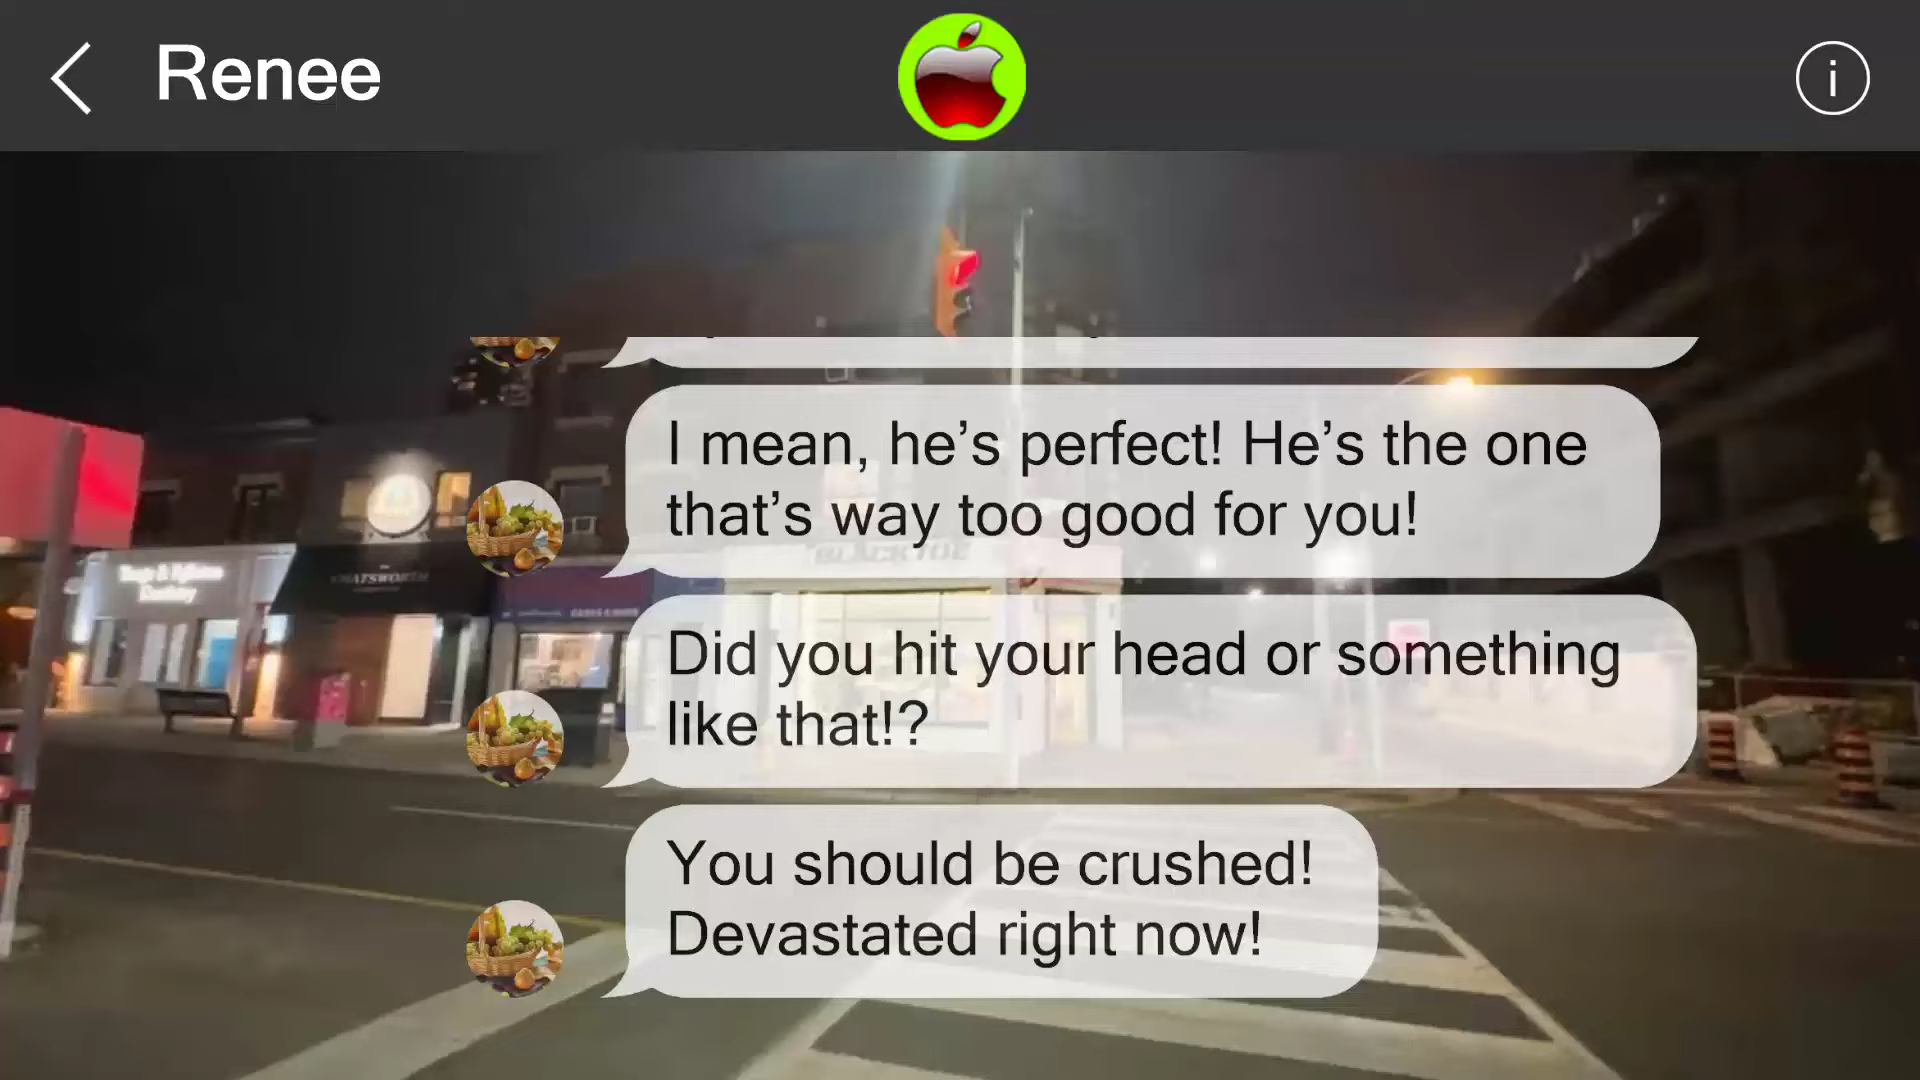 Renee
i
I mean, he’s perfect! He’s the one
that’s way too good for you!
Did you hit your head or something
like that!?
You should be crushed!
Devastated right now!
CHATSWORTH